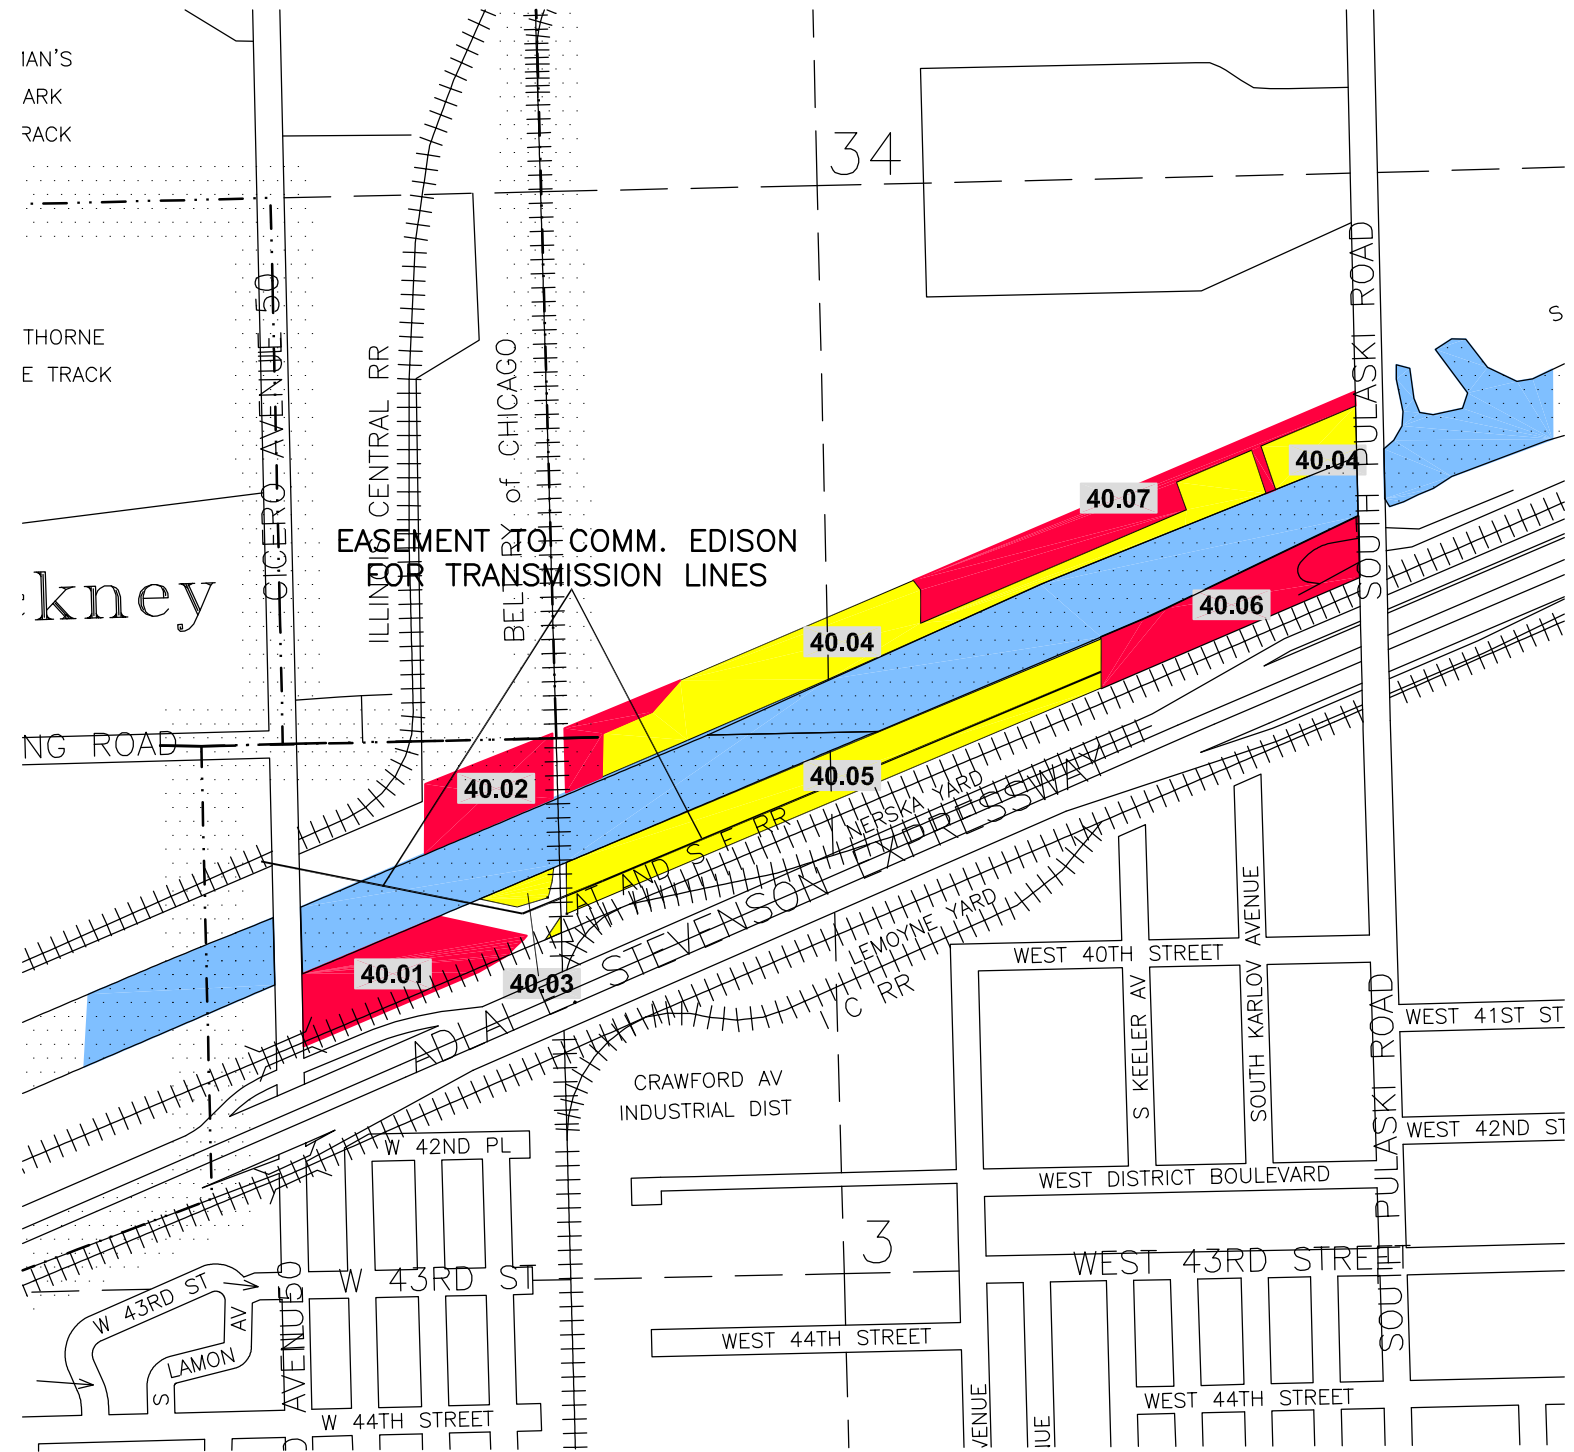 IAN'S
ARK
RACK
34
CICERO AVENUE 50
THORNE
E TRACK
ILLINOIS CENTRAL RR
BELT RY of CHICAGO
SOUTH PULASKI ROAD
S
EASEMENT TO COMM. EDISON
FOR TRANSMISSION LINES
kney
40.04
40.07
40.06
40.04
40.02
40.05
NG ROAD
AT AND S F RR
NERSKA YARD
ADLAI E. STEVENSON EXPRESSWAY
LEMOYNE YARD
I C RR
40.01
40.03
WEST 40TH STREET
S KEELER AV
SOUTH KARLOV AVENUE
SOUTH PULASKI ROAD
WEST 41ST ST
CRAWFORD AV
INDUSTRIAL DIST
WEST 42ND ST
W 42ND PL
WEST DISTRICT BOULEVARD
3
WEST 43RD STREET
W 43RD ST
W 43RD ST
S LAMON AV
AVENUE 50
SOUTH
WEST 44TH STREET
WEST 44TH STREET
W 44TH STREET
VENUE
NUE